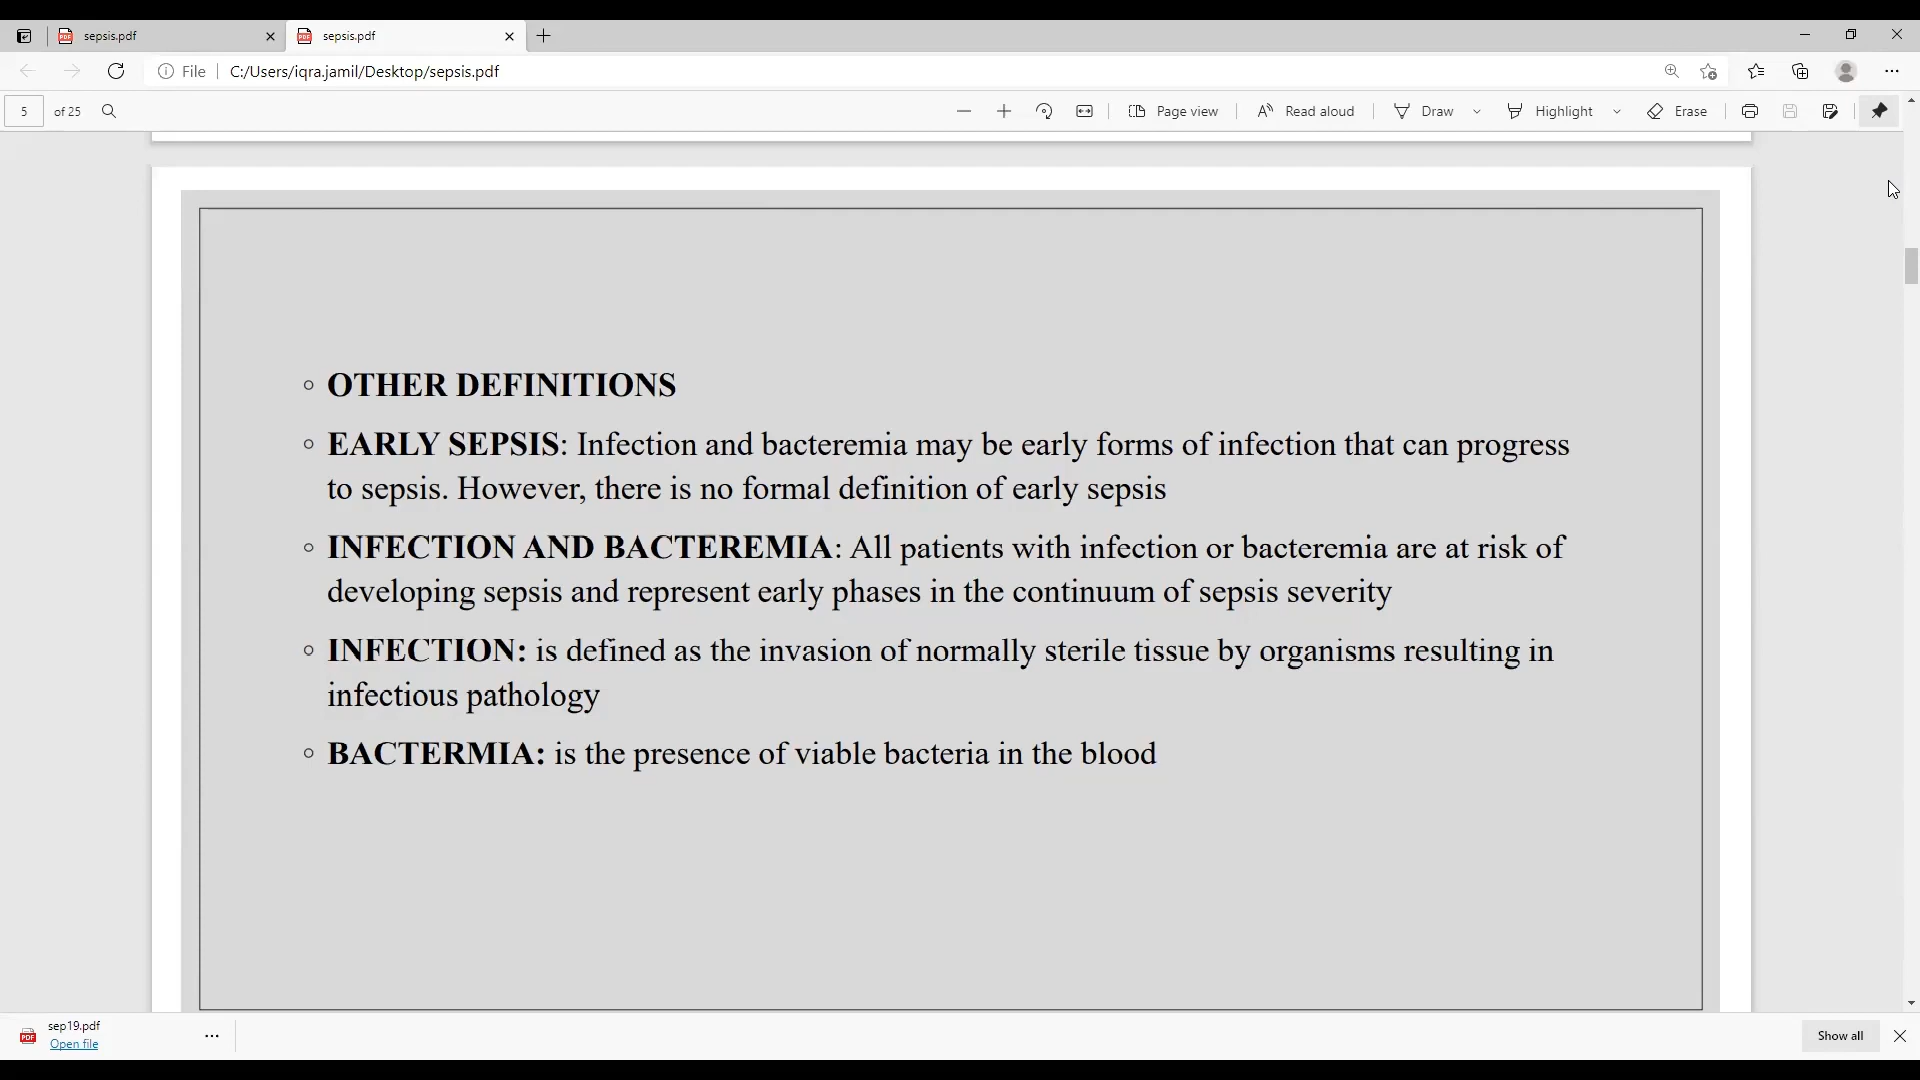 sepsis.pdf
sepsis.pdf
File
C:/Users/iqra.jamil/Desktop/sepsis.pdf
5 of 25
Page view
Read aloud
Draw
Highlight
Erase
OTHER DEFINITIONS
EARLY SEPSIS: Infection and bacteremia may be early forms of infection that can progress
to sepsis. However, there is no formal definition of early sepsis
INFECTION AND BACTEREMIA: All patients with infection or bacteremia are at risk of
developing sepsis and represent early phases in the continuum of sepsis severity
INFECTION: is defined as the invasion of normally sterile tissue by organisms resulting in
infectious pathology
BACTERMIA: is the presence of viable bacteria in the blood
sep19.pdf
Open file
Show all